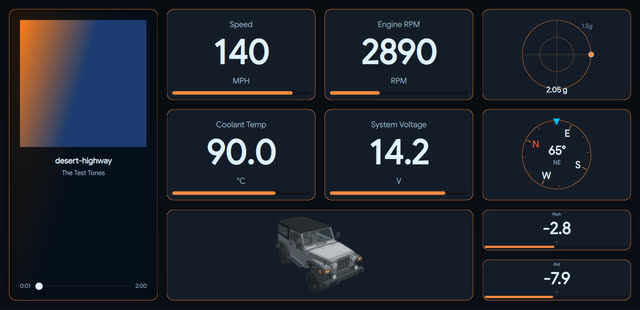 desert-highway
The Test Tones
0:01
2:00
Speed
140
MPH
Engine RPM
2890
RPM
Coolant Temp
90.0
°C
System Voltage
14.2
V
1.5g
2.05 g
N
E
S
W
65°
NE
Pitch
-2.8
°
Roll
-7.9
°